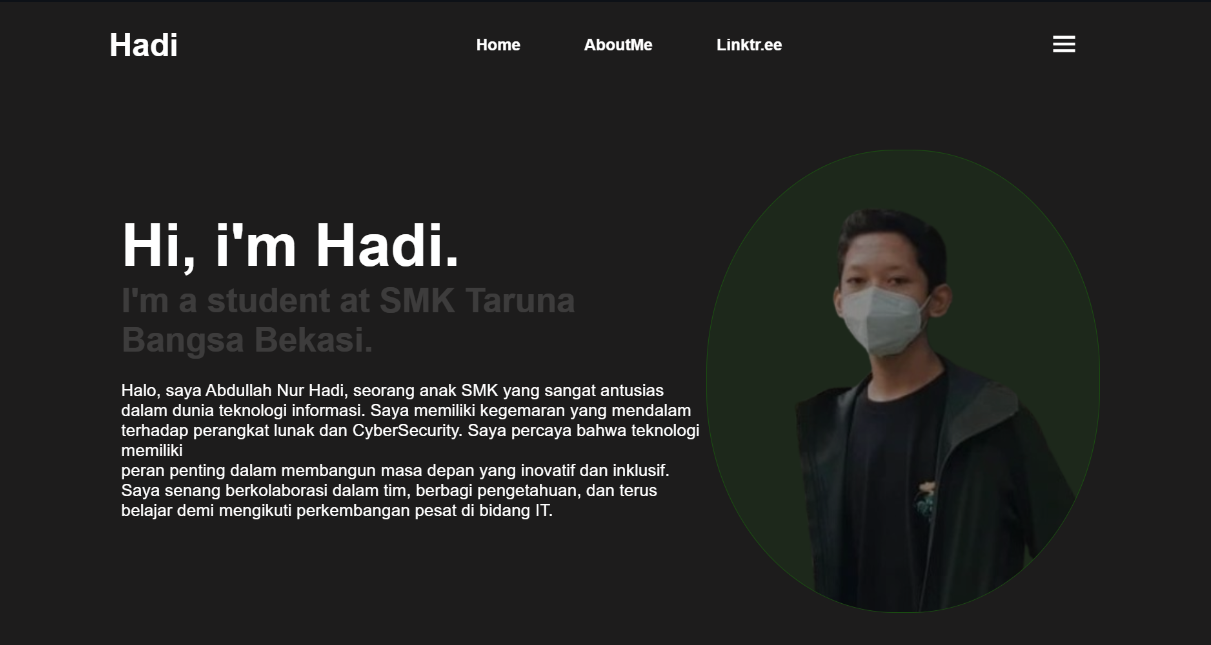 Hadi
Home AboutMe Linktr.ee
Hi, i'm Hadi.
I'm a student at SMK Taruna
Bangsa Bekasi.
Halo, saya Abdullah Nur Hadi, seorang anak SMK yang sangat antusias
dalam dunia teknologi informasi. Saya memiliki kegemaran yang mendalam
terhadap perangkat lunak dan CyberSecurity. Saya percaya bahwa teknologi
memiliki
peran penting dalam membangun masa depan yang inovatif dan inklusif.
Saya senang berkolaborasi dalam tim, berbagi pengetahuan, dan terus
belajar demi mengikuti perkembangan pesat di bidang IT.